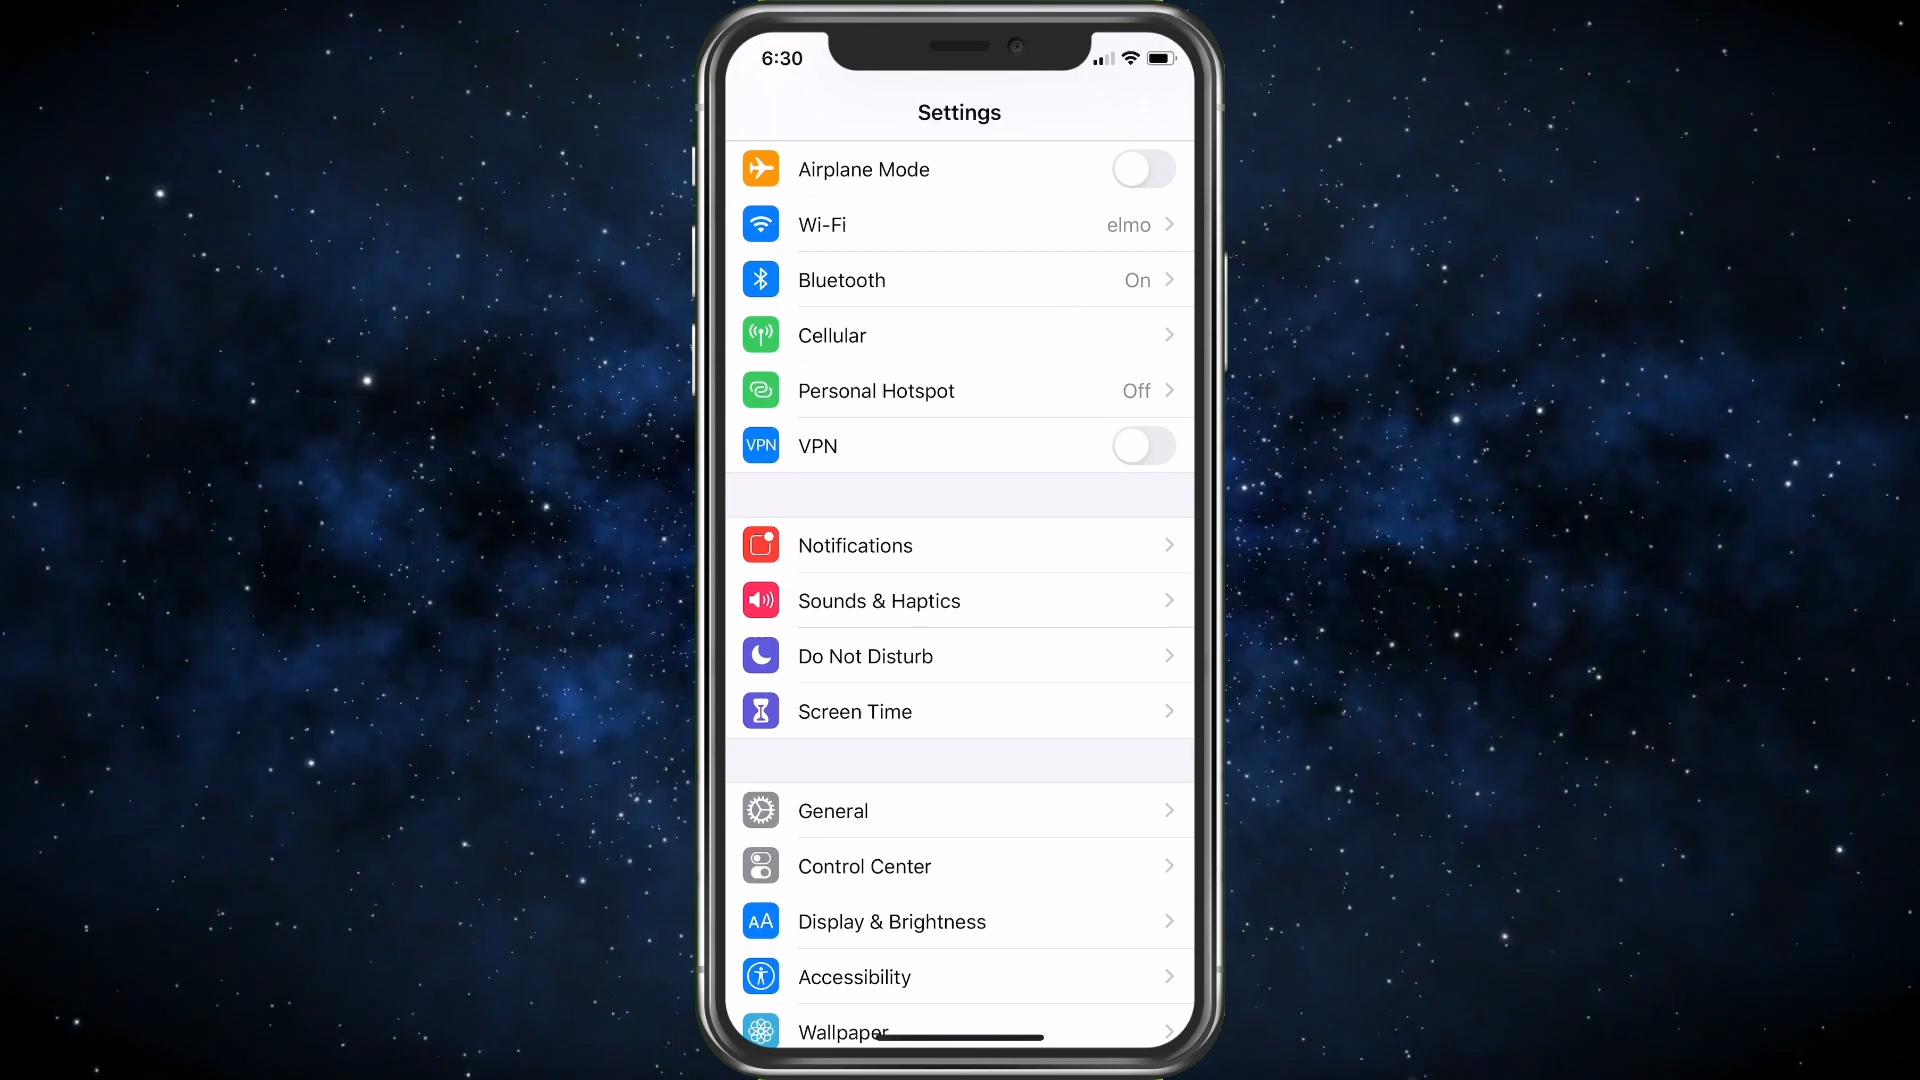 6:30
Settings
Airplane Mode
Wi-Fi elmo
Bluetooth On
Cellular
Personal Hotspot Off
VPN VPN
Notifications
Sounds & Haptics
Do Not Disturb
Screen Time
General
Control Center
AA Display & Brightness
Accessibility
Wallpaper